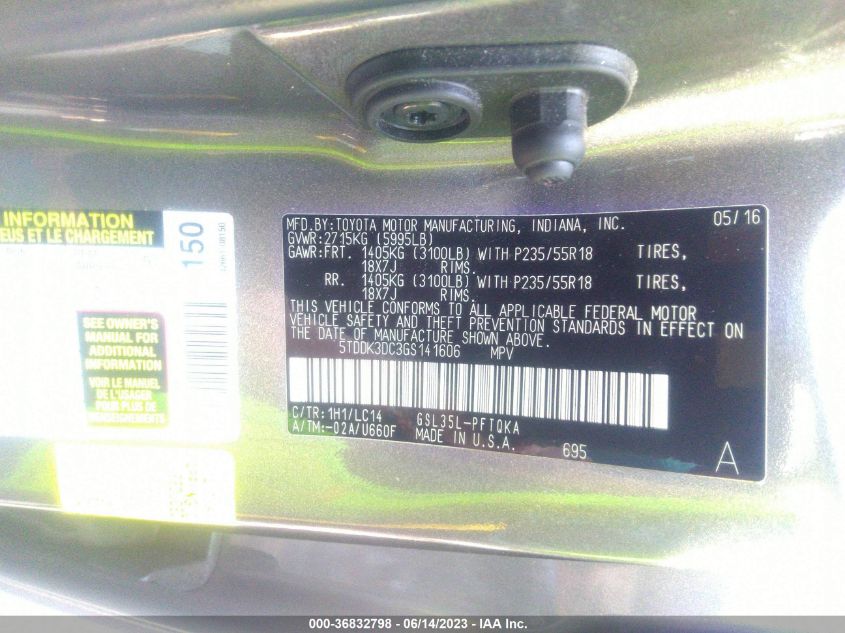 INFORMATION
EUS ET LE CHARGEMENT
150
SEE OWNER'S
MANUAL FOR
ADDITIONAL
INFORMATION
VOIR LE MANUEL
DE L'USAGER
POUR PLUS DE
RENSEIGNEMENTS
MFD.BY:TOYOTA MOTOR MANUFACTURING, INDIANA, INC. 05/16
GVWR:2715KG (5995LB)
GAWR:FRT. 1405KG (3100LB) WITH P235/55R18 TIRES,
18X7J RIMS.
RR. 1405KG (3100LB) WITH P235/55R18 TIRES,
18X7J RIMS.
THIS VEHICLE CONFORMS TO ALL APPLICABLE FEDERAL MOTOR
VEHICLE SAFETY AND THEFT PREVENTION STANDARDS IN EFFECT ON
THE DATE OF MANUFACTURE SHOWN ABOVE.
5TDDK3DC3GS141606 MPV
C/TR:1H1/LC14 GSL35L-PFTQKA
A/TM:-02A/U660F MADE IN U.S.A. 695 A
000-36832798 - 06/14/2023 - IAA Inc.